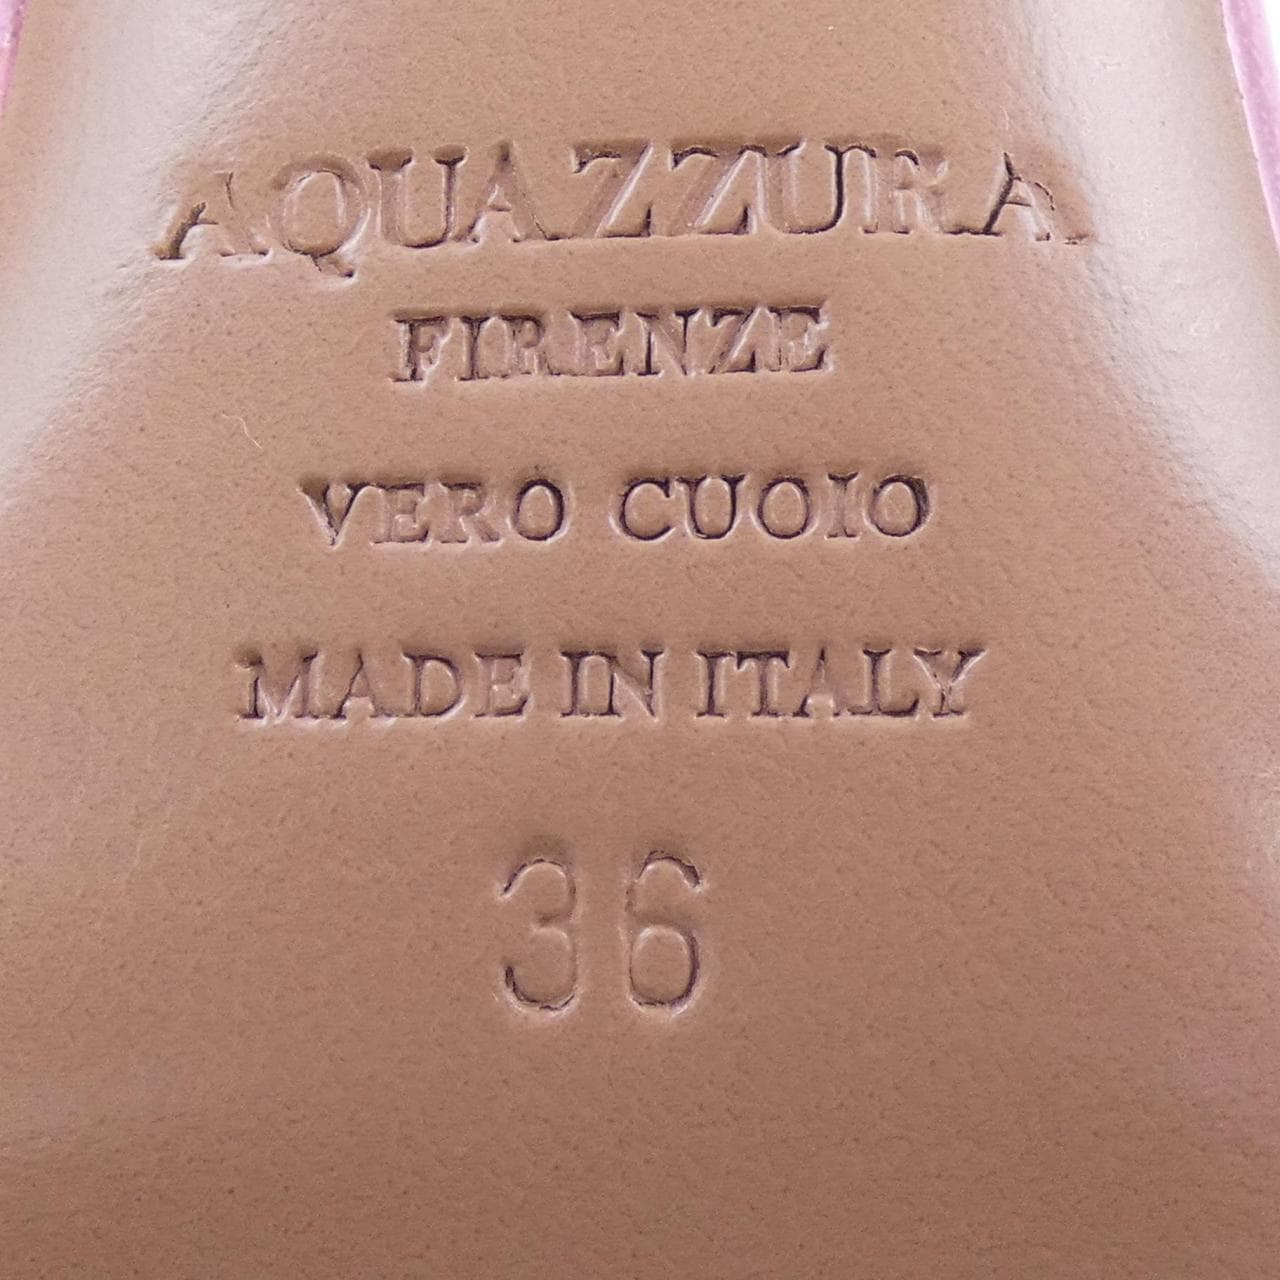 AQUAZZURA
FIRENZE
VERO CUOIO
MADE IN ITALY
36